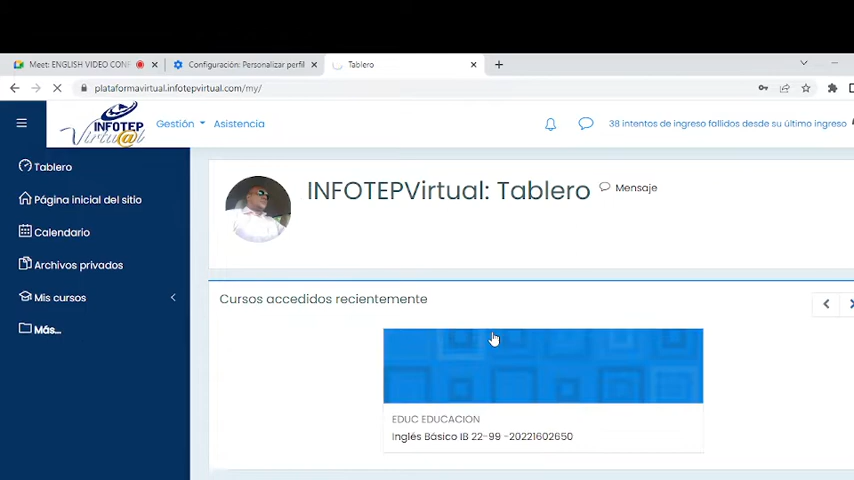 Meet: ENGLISH VIDEO CONF
Configuración: Personalizar perfil
Tablero
plataformavirtual.infotepvirtual.com/my/
INFOTEP
Virtu@l
Gestión
Asistencia
38 intentos de ingreso fallidos desde su último ingreso
Tablero
Página inicial del sitio
Calendario
Archivos privados
Mis cursos
Más...
INFOTEPVirtual: Tablero
Mensaje
Cursos accedidos recientemente
EDUC EDUCACION
Inglés Básico IB 22-99 -20221602650